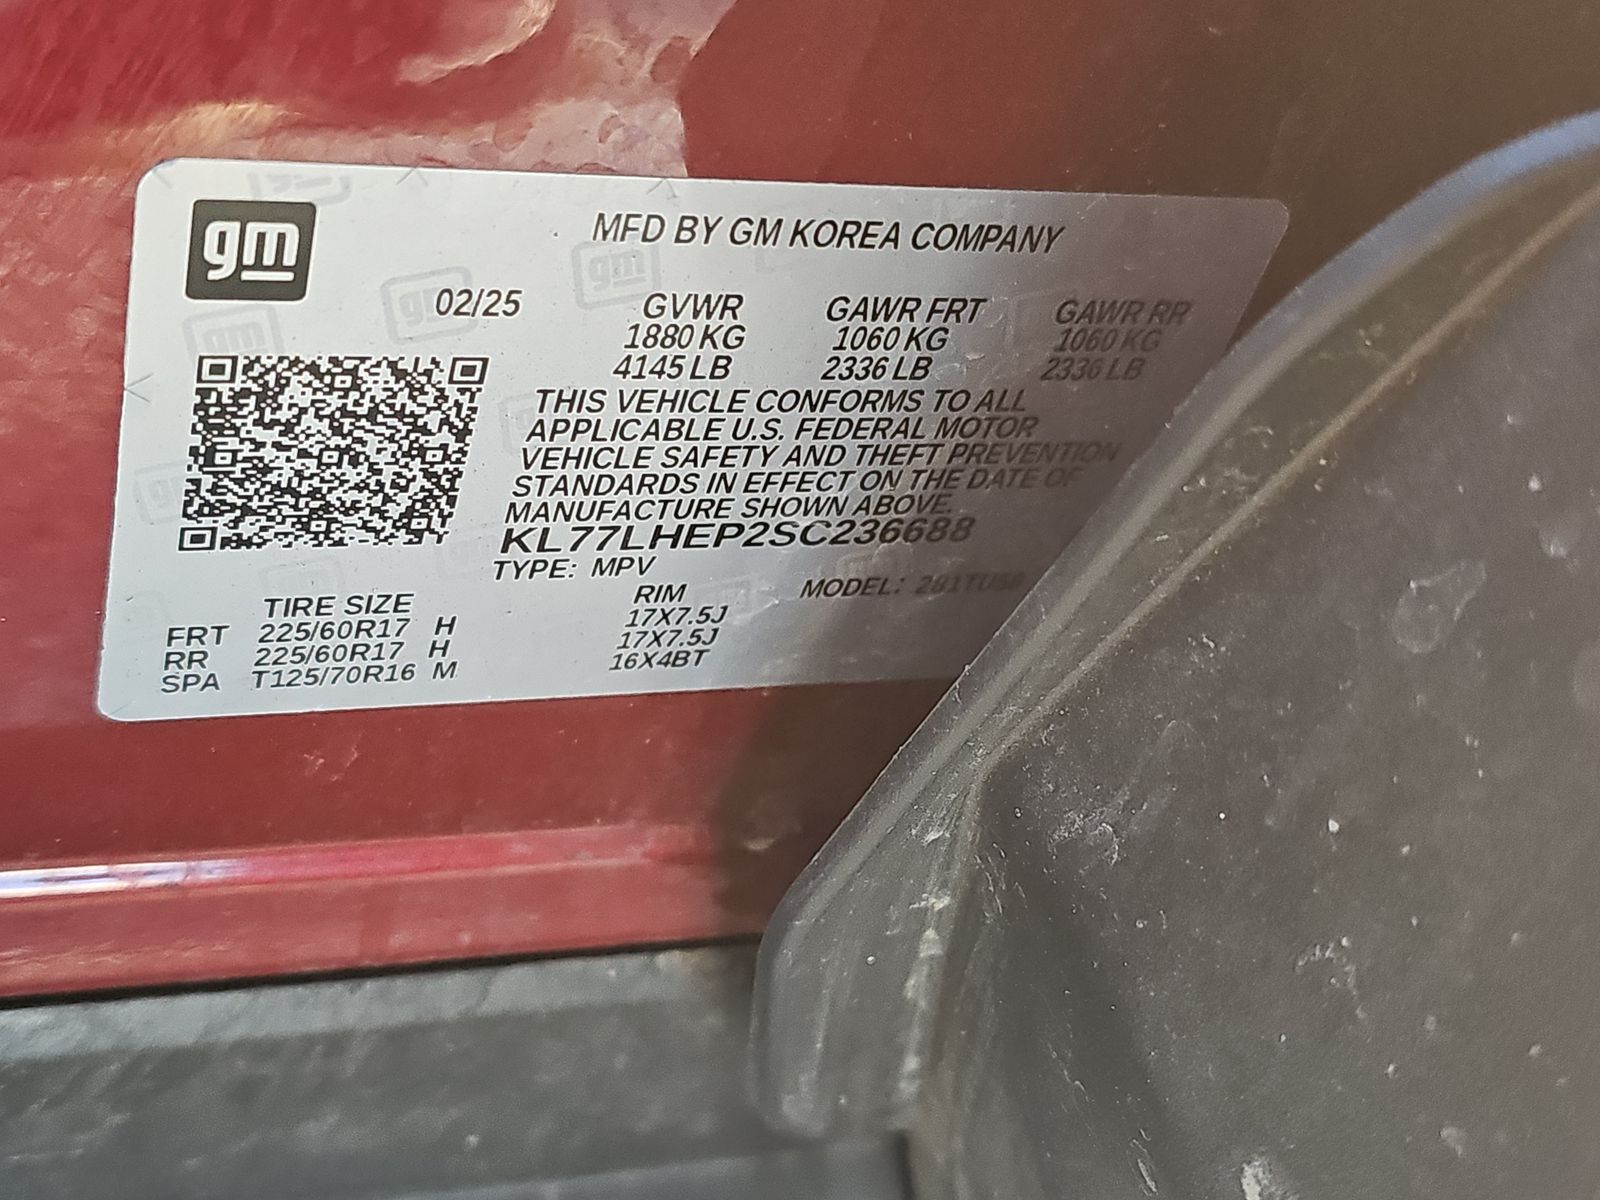 gm
MFD BY GM KOREA COMPANY
02/25 GVWR GAWR FRT GAWR RR
1880 KG 1060 KG 1060 KG
4145 LB 2336 LB 2336 LB
THIS VEHICLE CONFORMS TO ALL
APPLICABLE U.S. FEDERAL MOTOR
VEHICLE SAFETY AND THEFT PREVENTION
STANDARDS IN EFFECT ON THE DATE OF
MANUFACTURE SHOWN ABOVE.
KL77LHEP2SC236688
TYPE: MPV MODEL:
TIRE SIZE RIM
FRT 225/60R17 H 17X7.5J
RR 225/60R17 H 17X7.5J
SPA T125/70R16 M 16X4BT